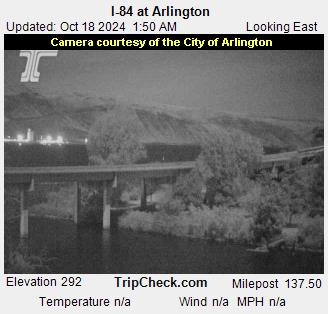 I-84 at Arlington
Updated: Oct 18 2024 1:50 AM Looking East
Camera courtesy of the City of Arlington
Elevation 292 TripCheck.com Milepost 137.50
Temperature n/a Wind n/a MPH n/a